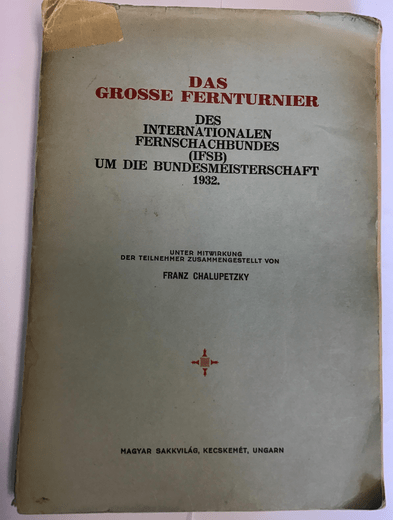 DAS
GROSSE FERNTURNIER
DES
INTERNATIONALEN
FERNSCHACHBUNDES
(IFSB)
UM DIE BUNDESMEISTERSCHAFT
1932.
UNTER MITWIRKUNG
DER TEILNEHMER ZUSAMMENGESTELLT VON
FRANZ CHALUPETZKY
MAGYAR SAKKVILÁG, KECSKEMÉT, UNGARN